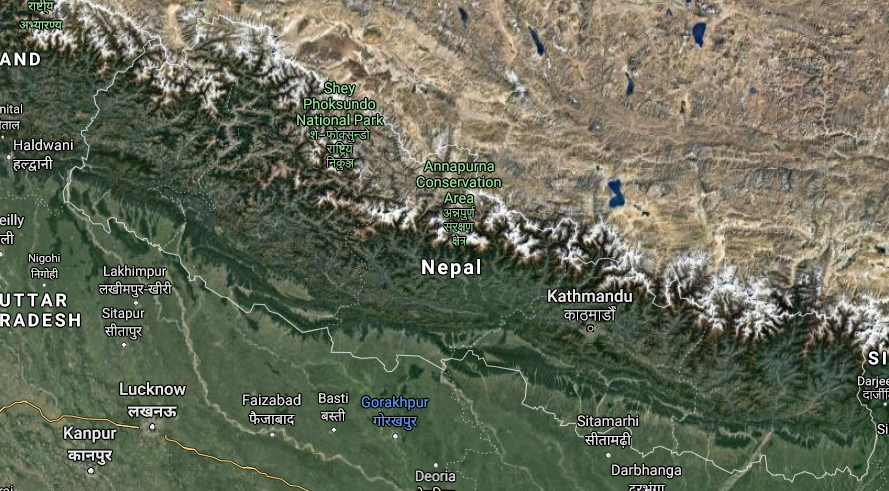 राष्ट्रीय
अभ्यारण्य
AND
nital
ताल
Haldwani
हल्द्वानी
Shey
Phoksundo
National Park
शे-फोक्सुन्डो
राष्ट्रिय
निकुञ्ज
Annapurna
Conservation
Area
अन्नपूर्ण
संरक्षण
क्षेत्र
eilly
ली
Nigohi
निगोही
Nepal
Lakhimpur
लखीमपुर-खीरी
UTTAR
RADESH
Kathmandu
काठमाडौँ
Sitapur
सीतापुर
SI
Darjee
दार्जी
Lucknow
लखनऊ
Faizabad
फैजाबाद
Basti
बस्ती
Gorakhpur
गोरखपुर
Kanpur
कानपुर
Sitamarhi
सीतामढ़ी
Si
Deoria
Darbhanga
दरभंगा